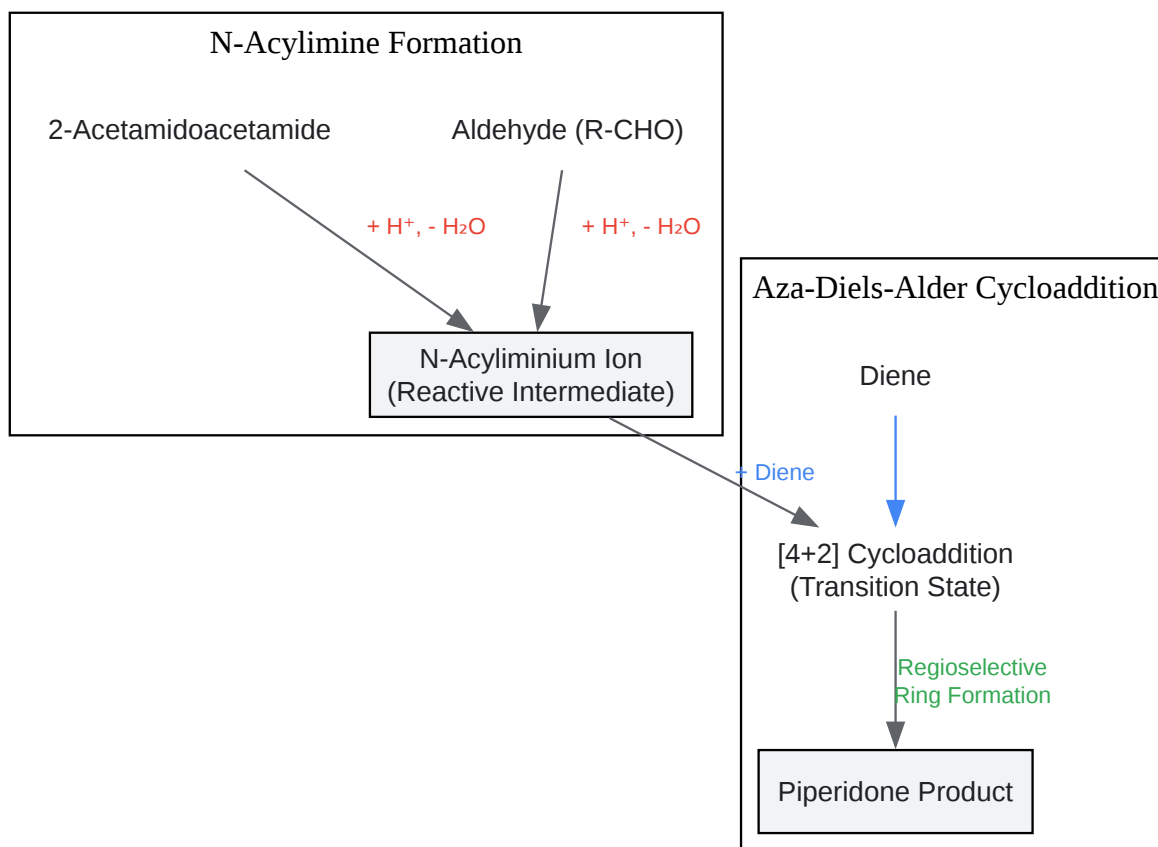 N-Acylimine Formation
2-Acetamidoacetamide
Aldehyde (R-CHO)
+ H⁺, - H₂O
+ H⁺, - H₂O
N-Acyliminium Ion
(Reactive Intermediate)
Aza-Diels-Alder Cycloaddition
Diene
+ Diene
[4+2] Cycloaddition
(Transition State)
Regioselective
Ring Formation
Piperidone Product